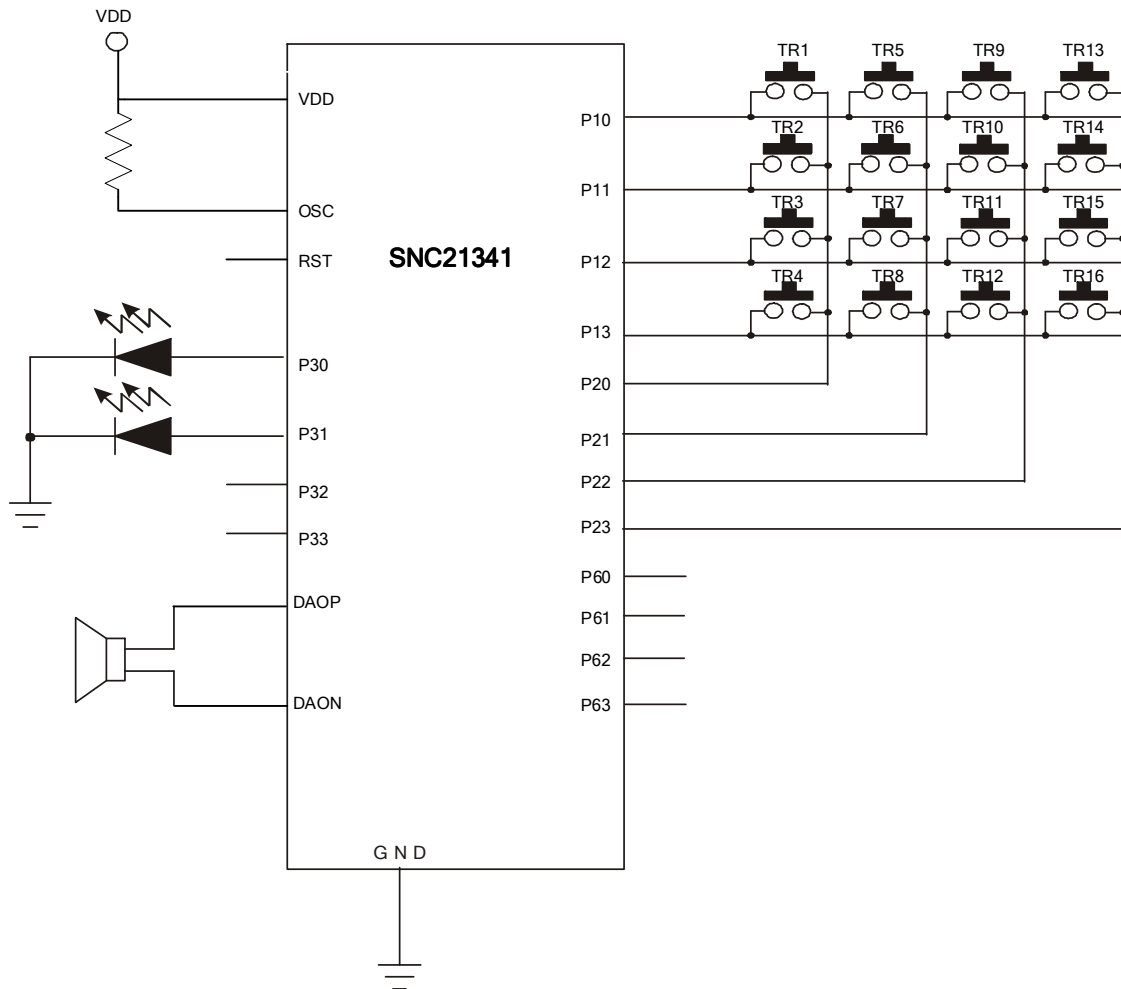 VDD
TR1 TR5 TR9 TR13
VDD
P10
TR2 TR6 TR10 TR14
P11
OSC
TR3 TR7 TR11 TR15
RST
SNC21341
P12
TR4 TR8 TR12 TR16
P13
P30
P20
P31
P21
P22
P32
P23
P33
P60
DAOP
P61
P62
DAON
P63
GND